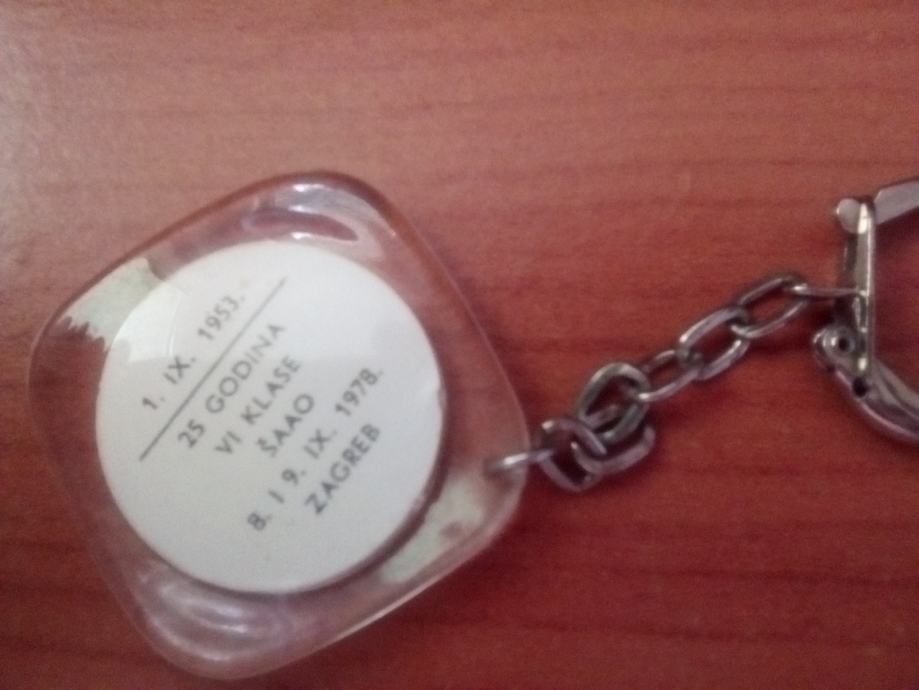 1. IX. 1953.
25 GODINA
VI KLASE
ŠAAO
8. I 9. IX. 1978.
ZAGREB